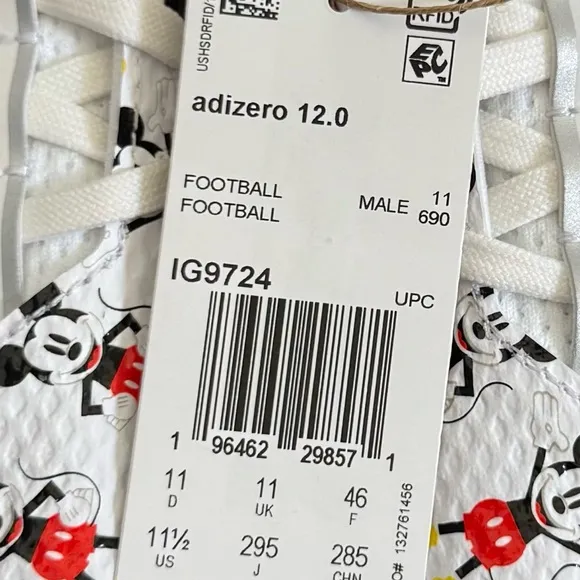 USHSDRFID/
RFID
EPC™
adizero 12.0
FOOTBALL
FOOTBALL
MALE 11
690
IG9724
UPC
1 96462 29857 1
11 11 46
D UK F
11½ 295 285
US J CHN
O# 132761456